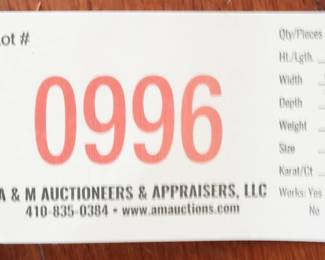 Lot #
0996
A & M AUCTIONEERS & APPRAISERS, LLC
410-835-0384 • www.amauctions.com
Qty/Pieces
Ht./Lgth.
Width
Depth
Weight
Size
Karat/Ct
Works: Yes
No